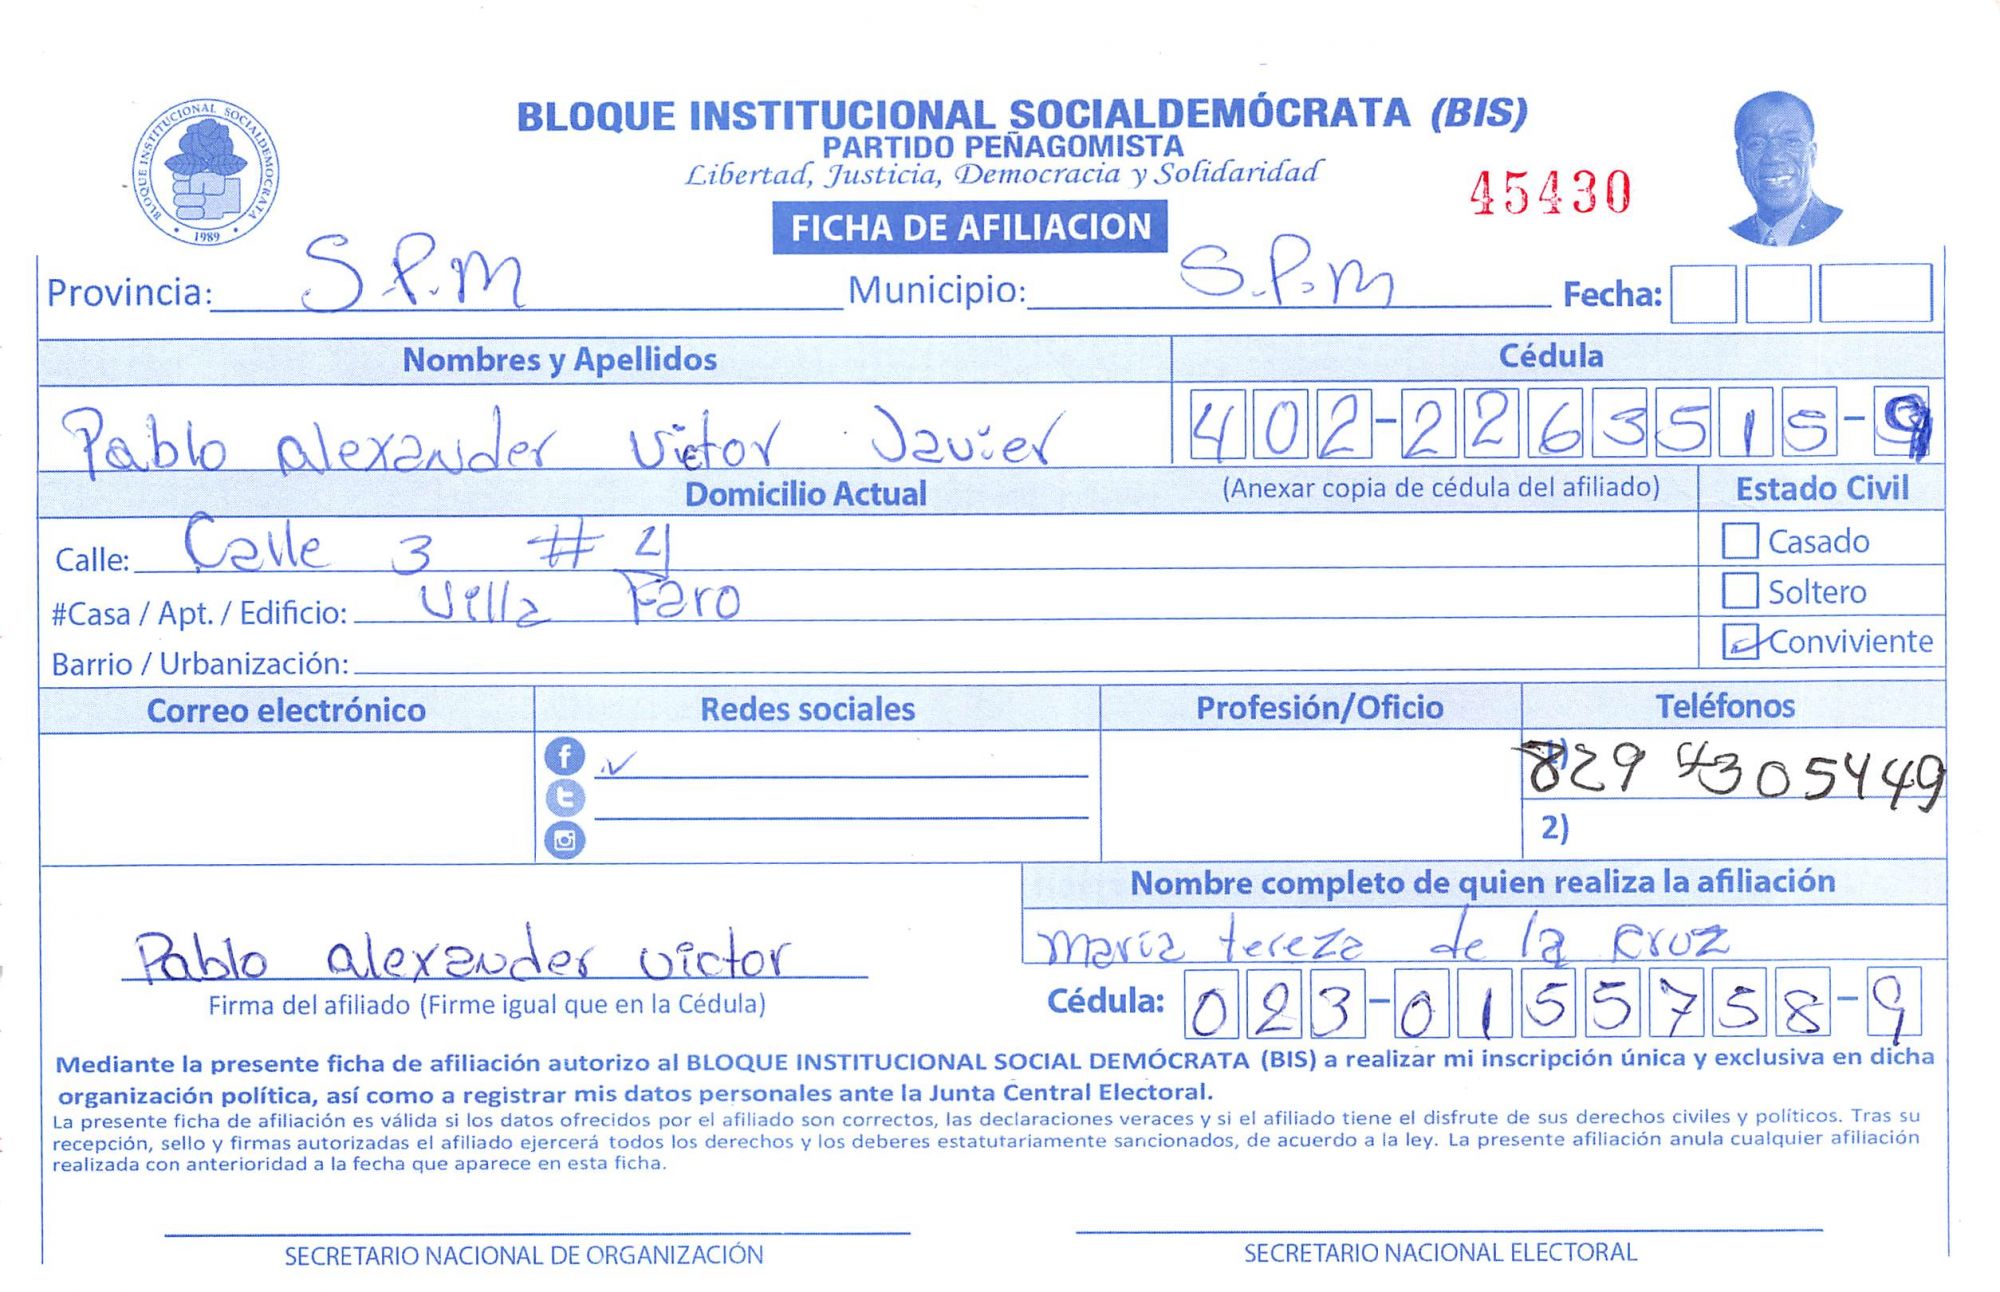 BLOQUE INSTITUCIONAL SOCIALDEMOCRATA
1989
BLOQUE INSTITUCIONAL SOCIALDEMÓCRATA (BIS)
PARTIDO PEÑAGOMISTA
Libertad, Justicia, Democracia y Solidaridad
45430
FICHA DE AFILIACION
Provincia: S.P.M Municipio: S.P.M Fecha:
Nombres y Apellidos Cédula
Pablo alexander Victor Javier 402-2263515-9
Domicilio Actual (Anexar copia de cédula del afiliado) Estado Civil
Calle: Calle 3 # 4 Casado
#Casa / Apt. / Edificio: Villa Faro Soltero
Barrio / Urbanización: Conviviente
Correo electrónico Redes sociales Profesión/Oficio Teléfonos
1) 829 4305449
2)
Nombre completo de quien realiza la afiliación
maria tereza de la cruz
Pablo alexander victor
Firma del afiliado (Firme igual que en la Cédula) Cédula: 023-0155758-9
Mediante la presente ficha de afiliación autorizo al BLOQUE INSTITUCIONAL SOCIAL DEMÓCRATA (BIS) a realizar mi inscripción única y exclusiva en dicha
organización política, así como a registrar mis datos personales ante la Junta Central Electoral.
La presente ficha de afiliación es válida si los datos ofrecidos por el afiliado son correctos, las declaraciones veraces y si el afiliado tiene el disfrute de sus derechos civiles y políticos. Tras su
recepción, sello y firmas autorizadas el afiliado ejercerá todos los derechos y los deberes estatutariamente sancionados, de acuerdo a la ley. La presente afiliación anula cualquier afiliación
realizada con anterioridad a la fecha que aparece en esta ficha.
SECRETARIO NACIONAL DE ORGANIZACIÓN SECRETARIO NACIONAL ELECTORAL